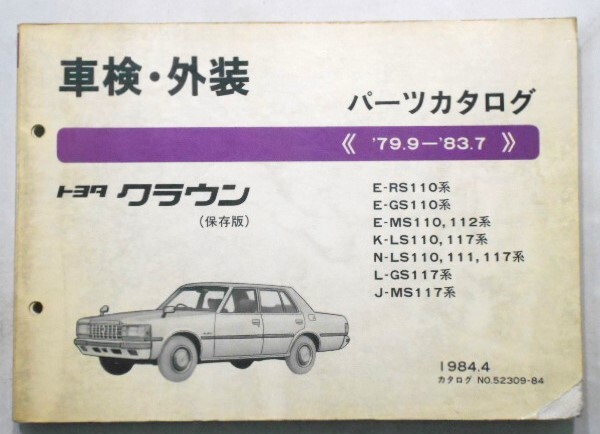 車検・外装
パーツカタログ
《 '79.9−'83.7 》
トヨタ クラウン
(保存版)
E-RS110系
E-GS110系
E-MS110,112系
K-LS110,117系
N-LS110,111,117系
L-GS117系
J-MS117系
1984.4
カタログ NO.52309-84